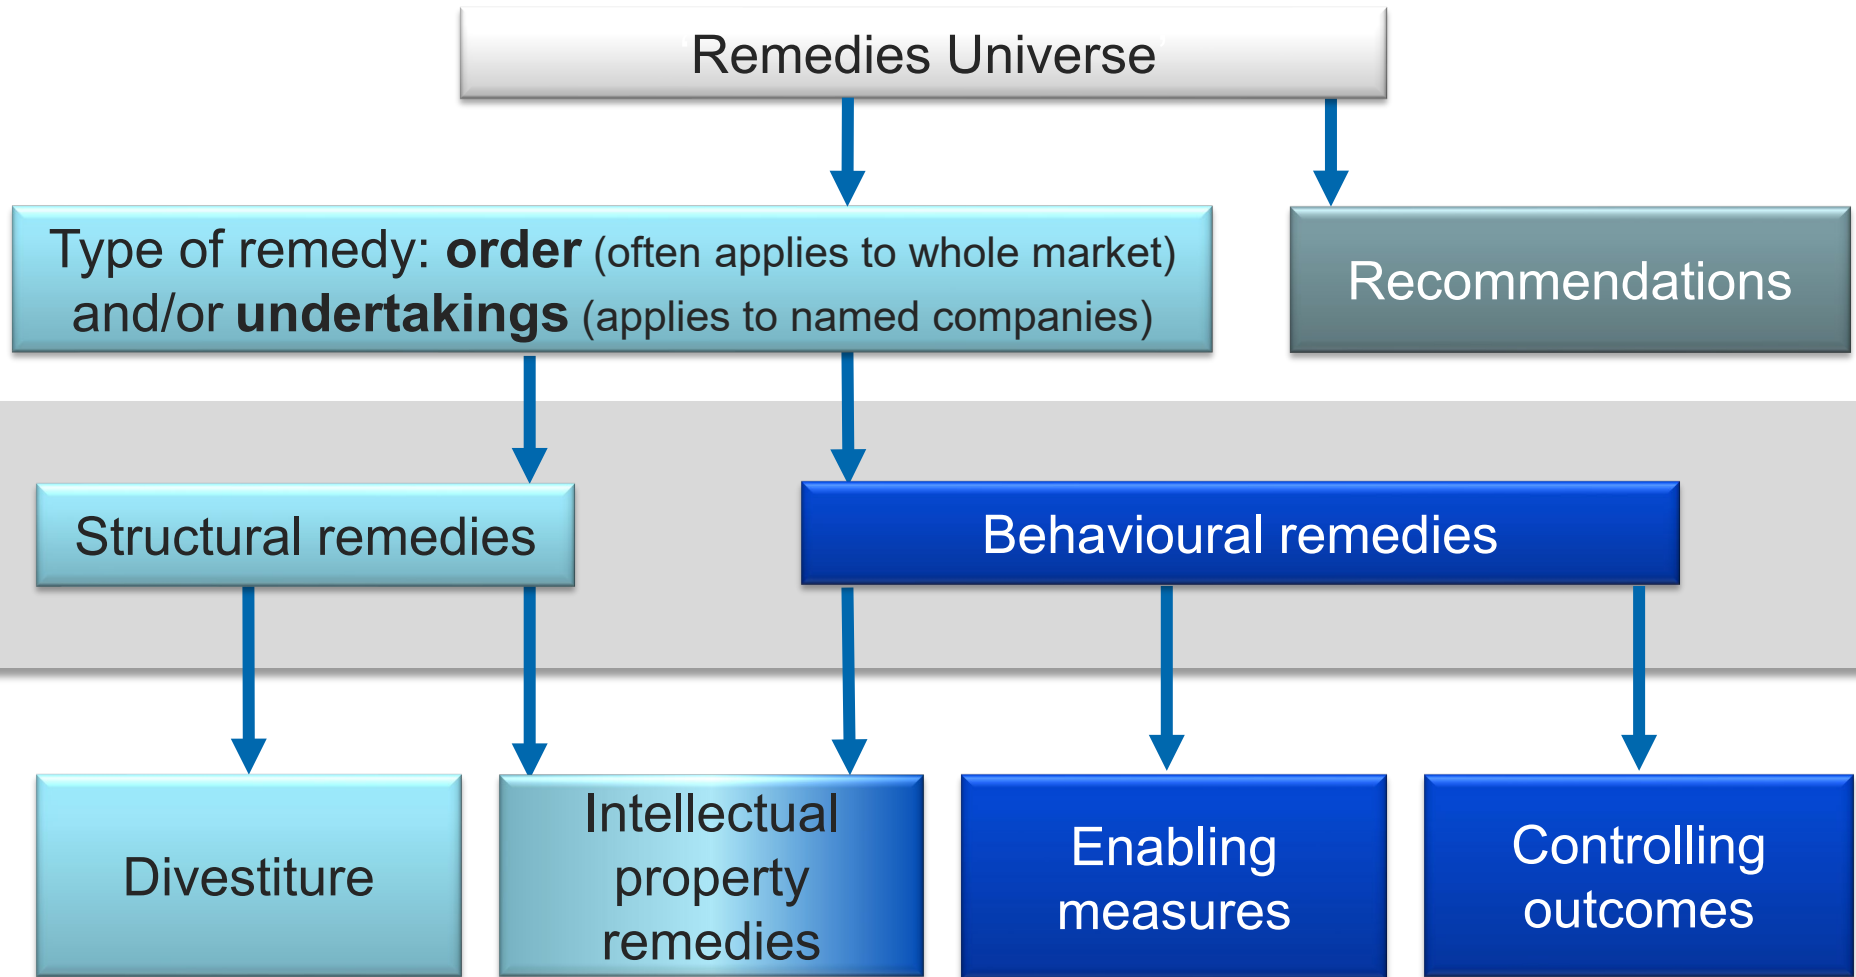 Remedies Universe
Type of remedy: order (often applies to whole market)
and/or undertakings (applies to named companies)
Recommendations
Structural remedies
Behavioural remedies
Divestiture
Intellectual
property
remedies
Enabling
measures
Controlling
outcomes